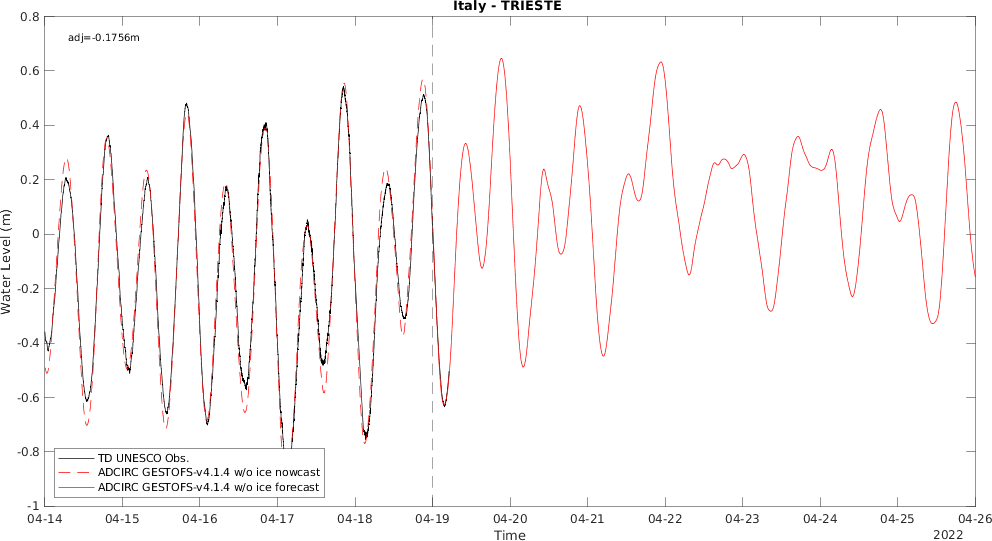 Italy - TRIESTE
adj=-0.1756m
0.8
0.6
0.4
0.2
0
-0.2
-0.4
-0.6
-0.8
-1
Water Level (m)
TD UNESCO Obs.
ADCIRC GESTOFS-v4.1.4 w/o ice nowcast
ADCIRC GESTOFS-v4.1.4 w/o ice forecast
04-14 04-15 04-16 04-17 04-18 04-19 04-20 04-21 04-22 04-23 04-24 04-25 04-26
Time
2022